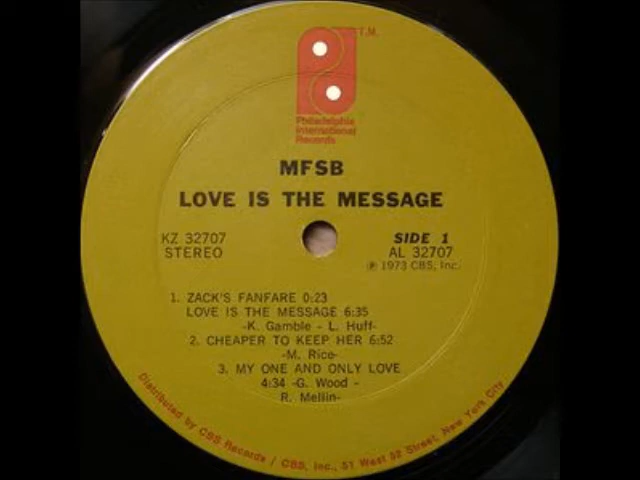 T.M.
Philadelphia
International
Records
MFSB
LOVE IS THE MESSAGE
KZ 32707
STEREO
SIDE 1
AL 32707
℗ 1973 CBS, Inc.
1. ZACK'S FANFARE 0:23
LOVE IS THE MESSAGE 6:35
-K. Gamble - L. Huff-
2. CHEAPER TO KEEP HER 6:52
-M. Rice-
3. MY ONE AND ONLY LOVE
4:34 -G. Wood -
R. Mellin-
Distributed by CBS Records / CBS, Inc., 51 West 52 Street, New York City